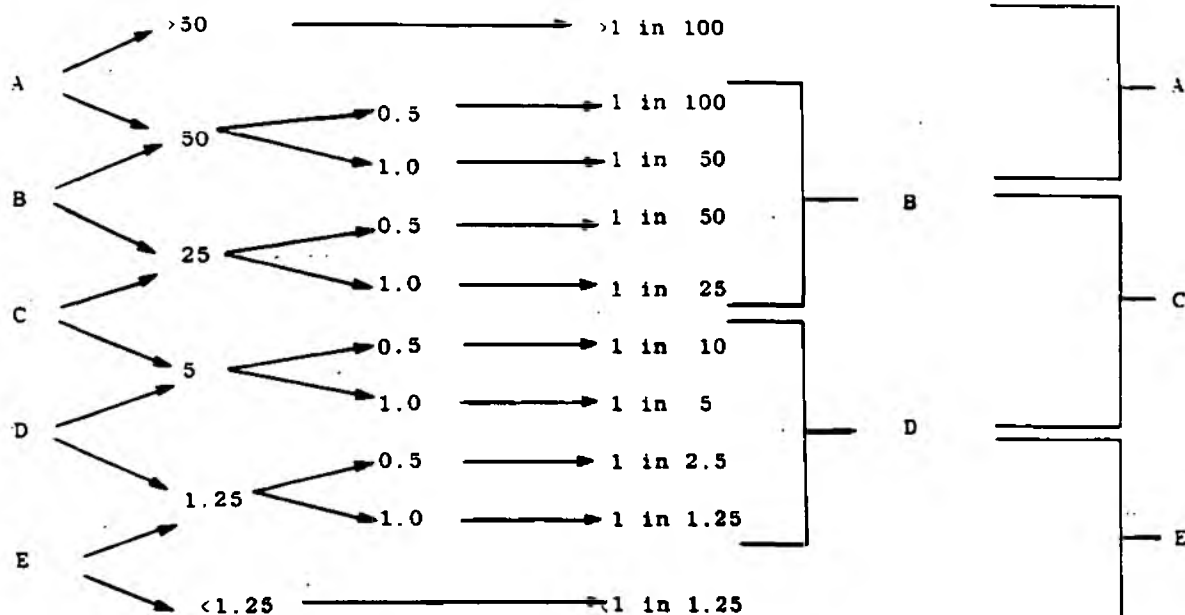 >50 >1 in 100
A A
0.5 1 in 100
50
1.0 1 in 50
B B
0.5 1 in 50
25
1.0 1 in 25
C C
0.5 1 in 10
5
1.0 1 in 5
D D
0.5 1 in 2.5
1.25
1.0 1 in 1.25
E E
<1.25 <1 in 1.25